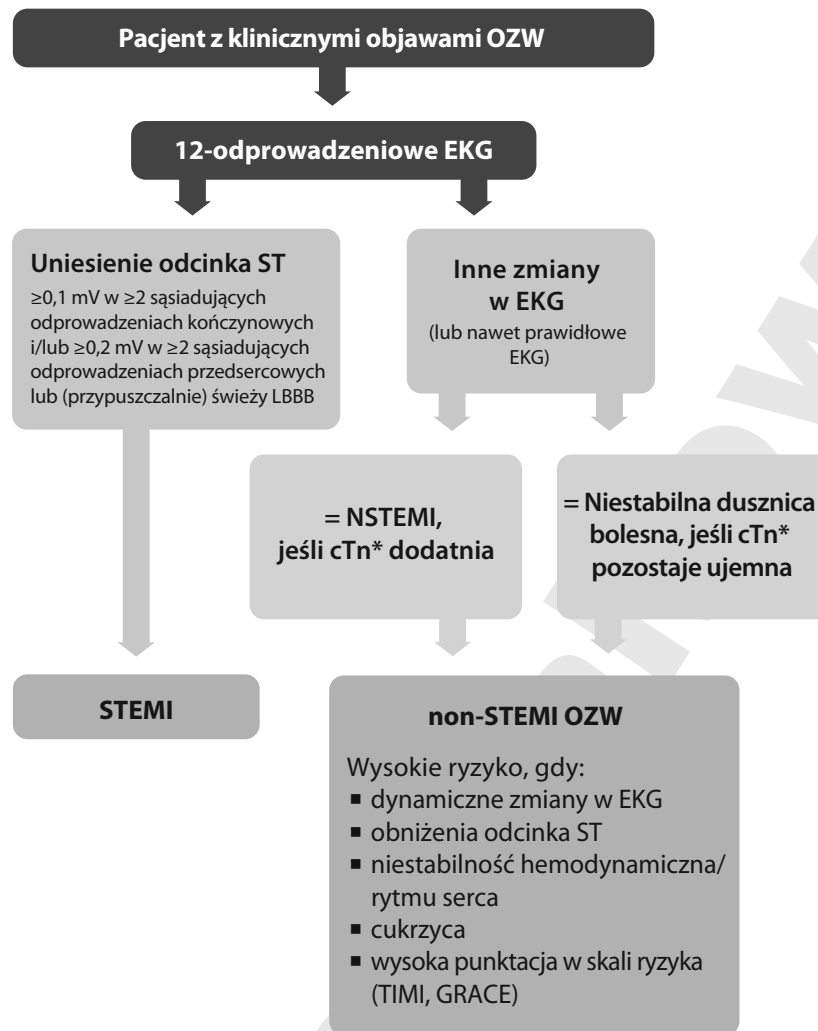 Pacjent z klinicznymi objawami OZW
12-odprowadzeniowe EKG
Uniesienie odcinka ST
≥0,1 mV w ≥2 sąsiadujących
odprowadzeniach kończynowych
i/lub ≥0,2 mV w ≥2 sąsiadujących
odprowadzeniach przedsercowych
lub (przypuszczalnie) świeży LBBB
Inne zmiany
w EKG
(lub nawet prawidłowe
EKG)
= NSTEMI,
jeśli cTn* dodatnia
= Niestabilna dusznica
bolesna, jeśli cTn*
pozostaje ujemna
STEMI
non-STEMI OZW
Wysokie ryzyko, gdy:
▪ dynamiczne zmiany w EKG
▪ obniżenia odcinka ST
▪ niestabilność hemodynamiczna/
rytmu serca
▪ cukrzyca
▪ wysoka punktacja w skali ryzyka
(TIMI, GRACE)